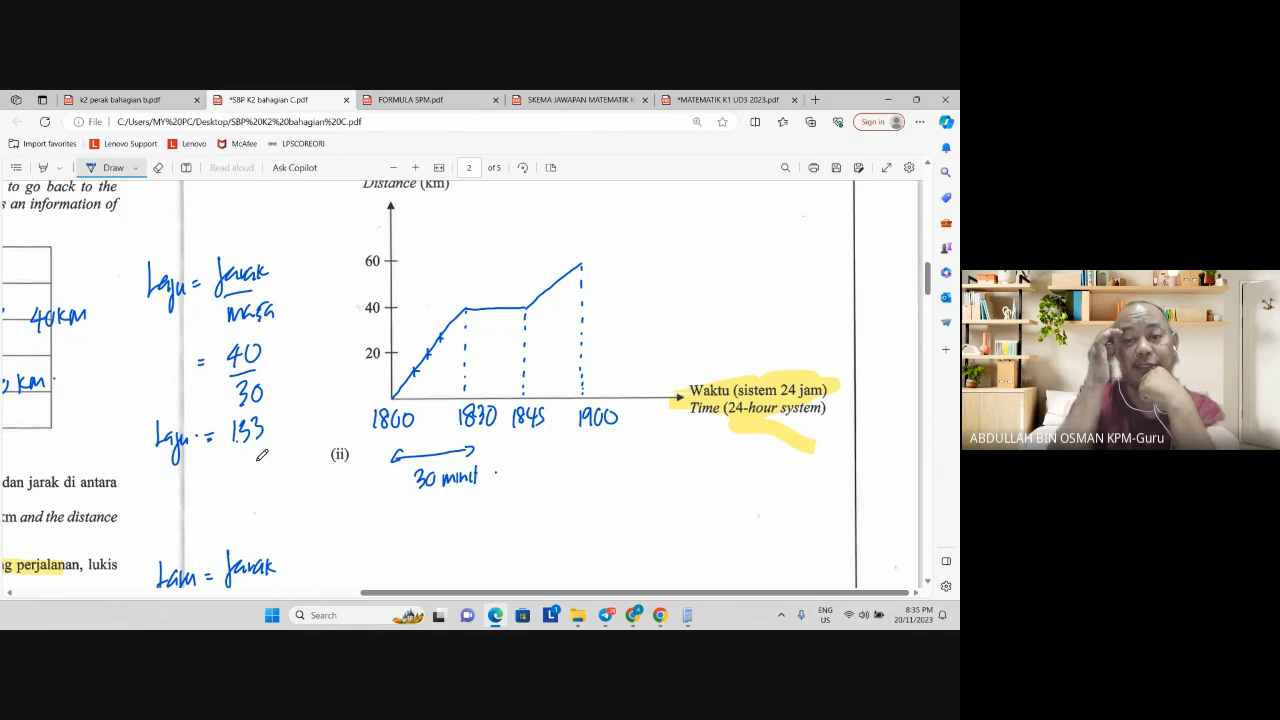 k2 perak bahagian b.pdf
*SBP K2 bahagian C.pdf
FORMULA SPM.pdf
SKEMA JAWAPAN MATEMATIK K
*MATEMATIK K1 UD3 2023.pdf
File
C:/Users/MY%20PC/Desktop/SBP%20K2%20bahagian%20C.pdf
Sign in
Import favorites
Lenovo Support
Lenovo
McAfee
LPSCOREORI
Draw
Read aloud
Ask Copilot
2 of 5
to go back to the
s an information of
40KM
KM
dan jarak di antara
km and the distance
ng perjalanan, lukis
Laju = Jarak
masa
= 40
30
Laju = 1.33
Laju = Jarak
Distance (km)
60
40
20
1800 1830 1845 1900
Waktu (sistem 24 jam)
Time (24-hour system)
(ii)
30 minit
ABDULLAH BIN OSMAN KPM-Guru
Search
ENG
US
8:35 PM
20/11/2023